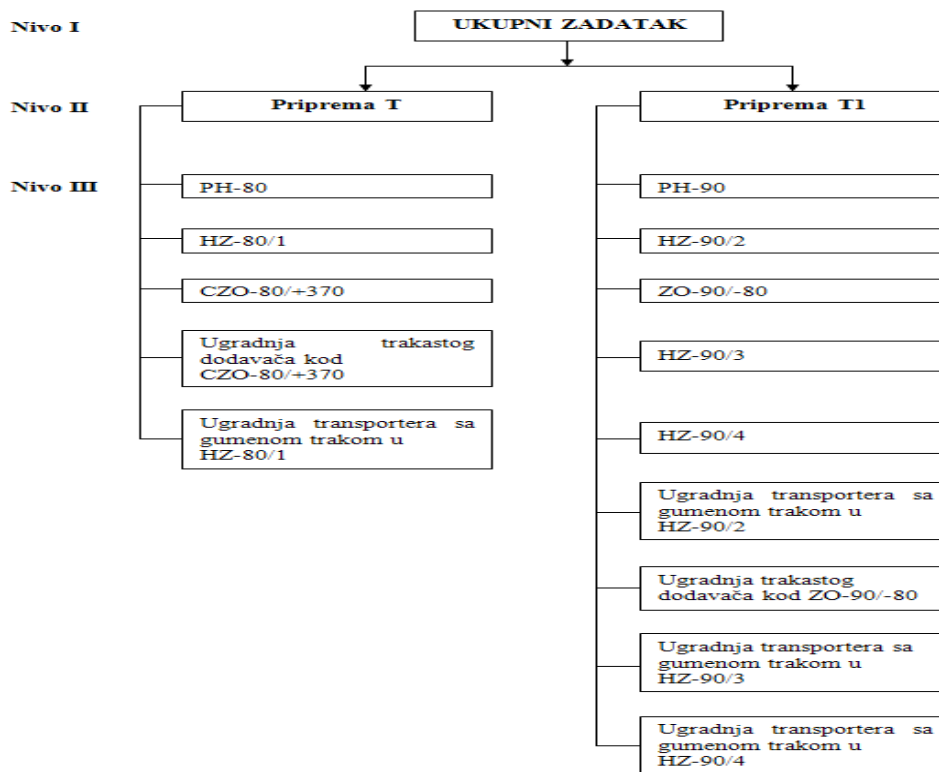 Nivo I
UKUPNI ZADATAK
Nivo II
Priprema T
Priprema T1
Nivo III
PH-80
HZ-80/1
CZO-80/+370
Ugradnja trakastog
dodavača kod
CZO-80/+370
Ugradnja transportera sa
gumenom trakom u
HZ-80/1
PH-90
HZ-90/2
ZO-90/-80
HZ-90/3
HZ-90/4
Ugradnja transportera sa
gumenom trakom u
HZ-90/2
Ugradnja trakastog
dodavača kod ZO-90/-80
Ugradnja transportera sa
gumenom trakom u
HZ-90/3
Ugradnja transportera sa
gumenom trakom u
HZ-90/4